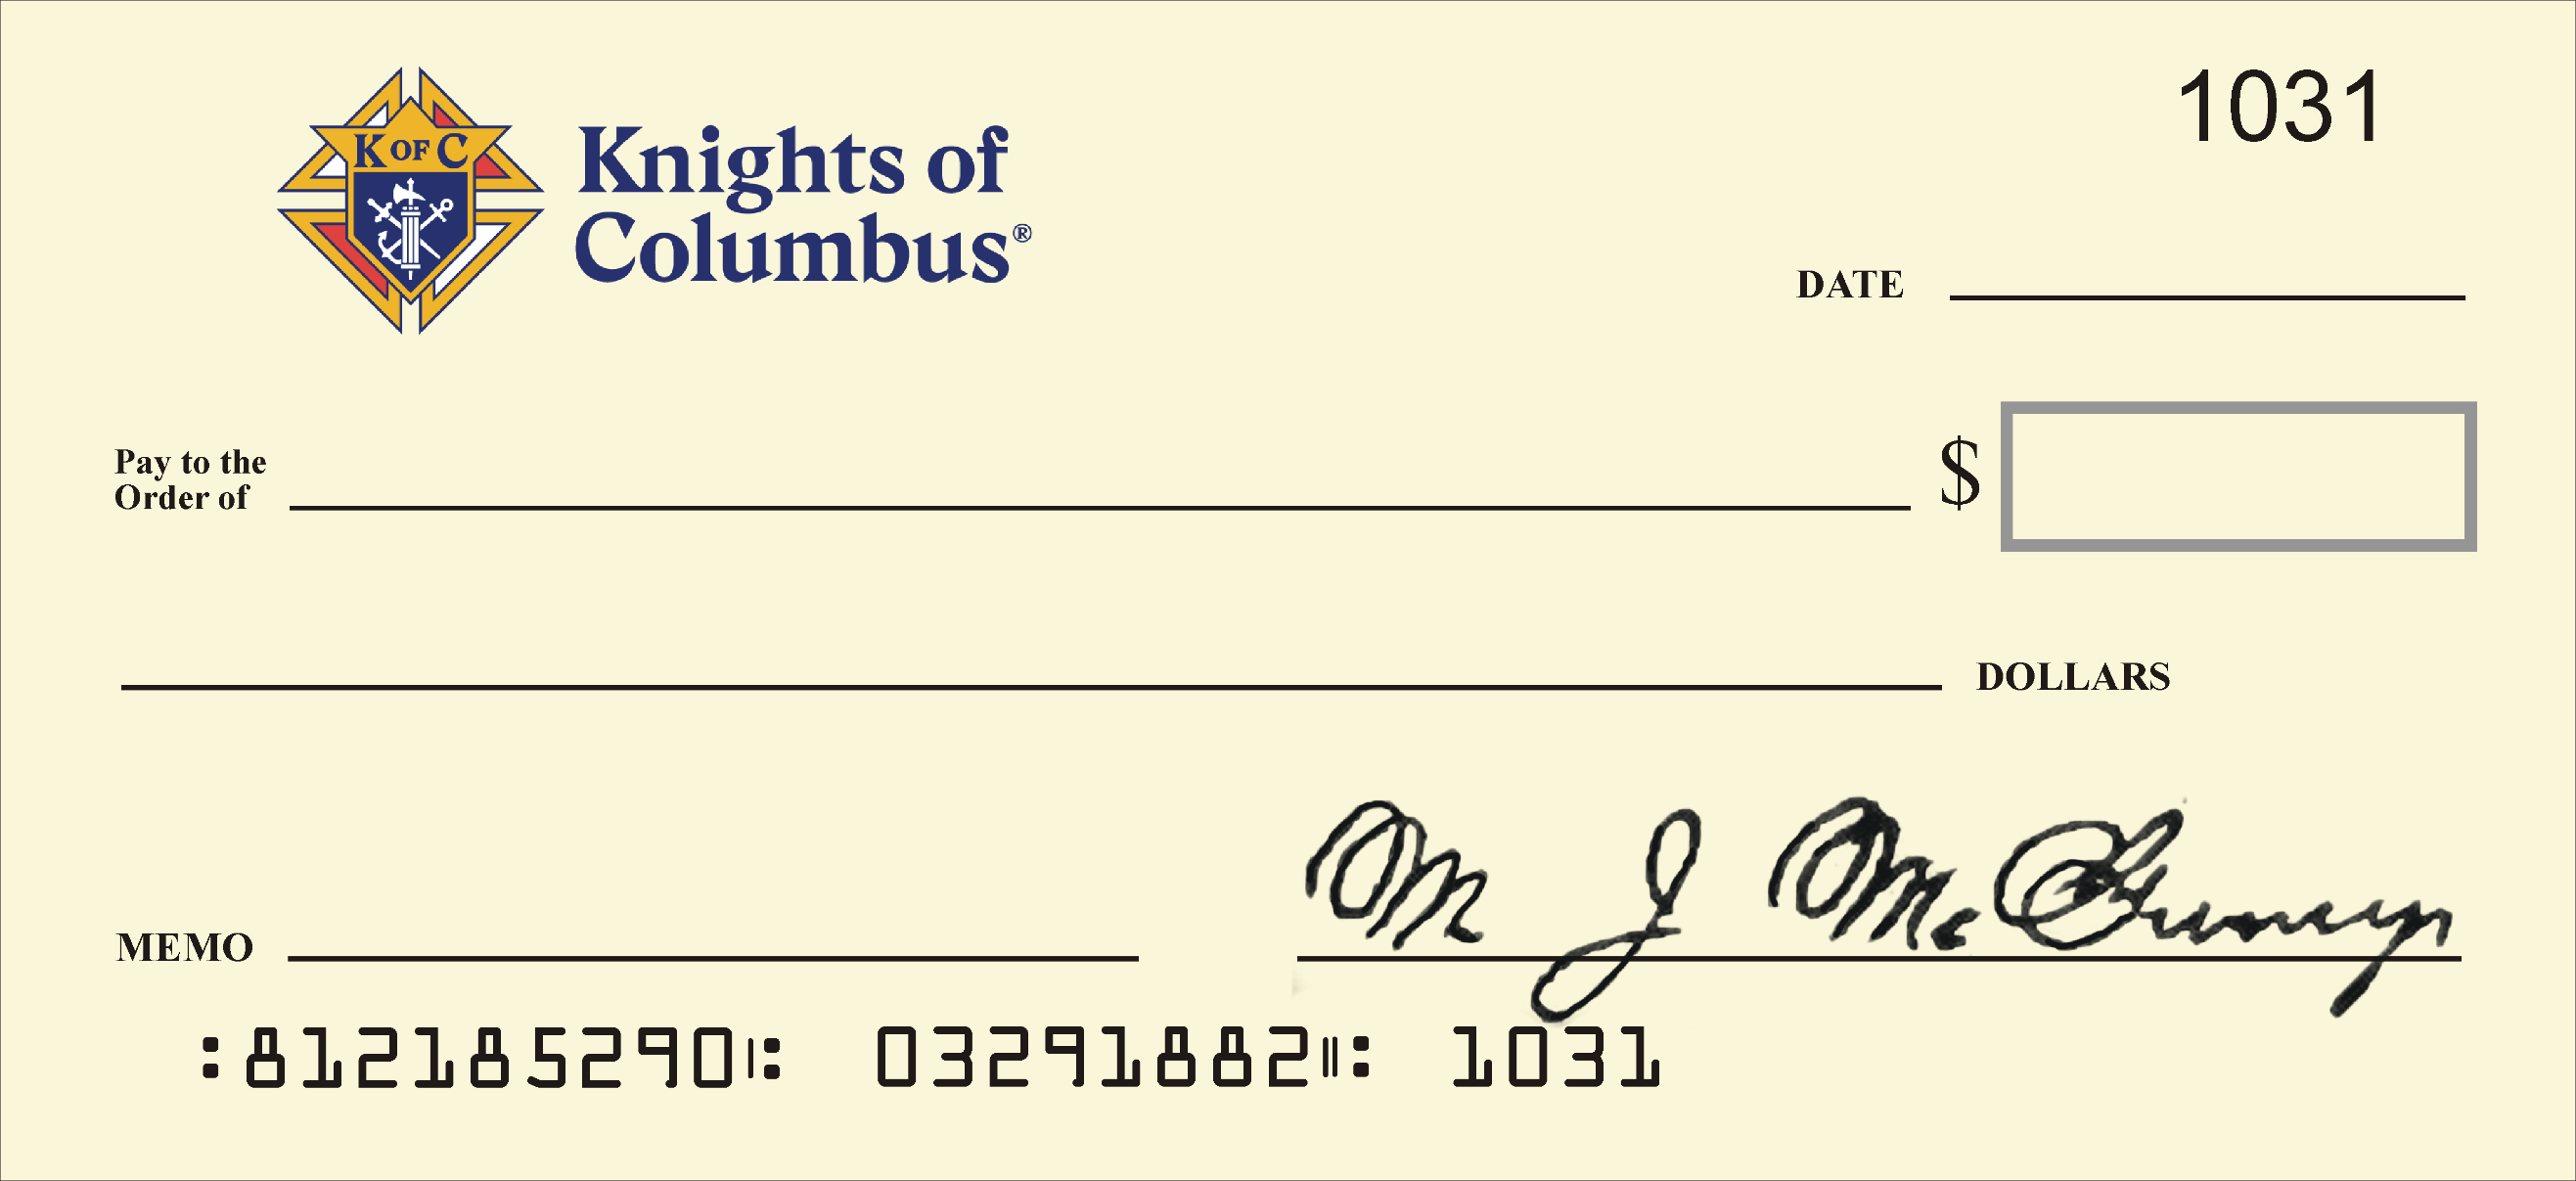 1031
K OF C
Knights of
Columbus®
DATE
Pay to the
Order of
$
DOLLARS
M J
MEMO
:812185290|: 03291882||: 1031